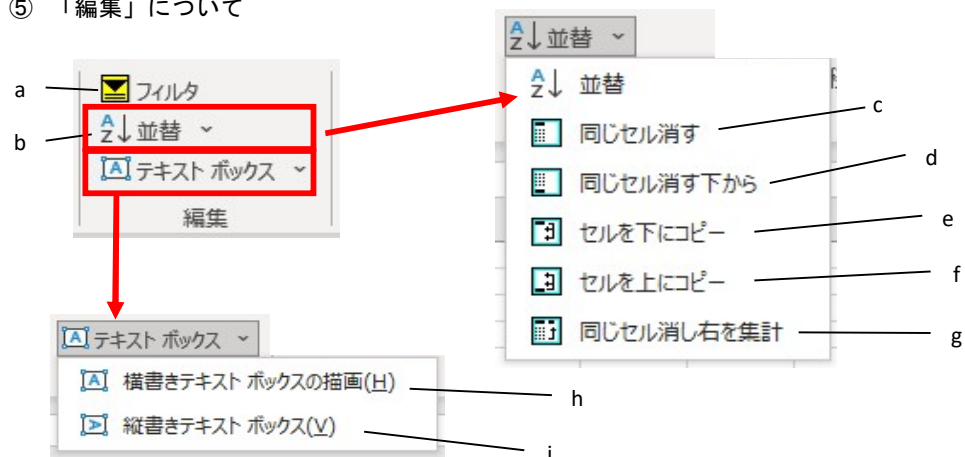 ⑤ 「編集」について
a
フィルタ
b
並替
テキスト ボックス
編集
並替
並替
同じセル消す
c
同じセル消す下から
d
セルを下にコピー
e
セルを上にコピー
f
同じセル消し右を集計
g
テキスト ボックス
横書きテキスト ボックスの描画(H)
h
縦書きテキスト ボックス(V)
i